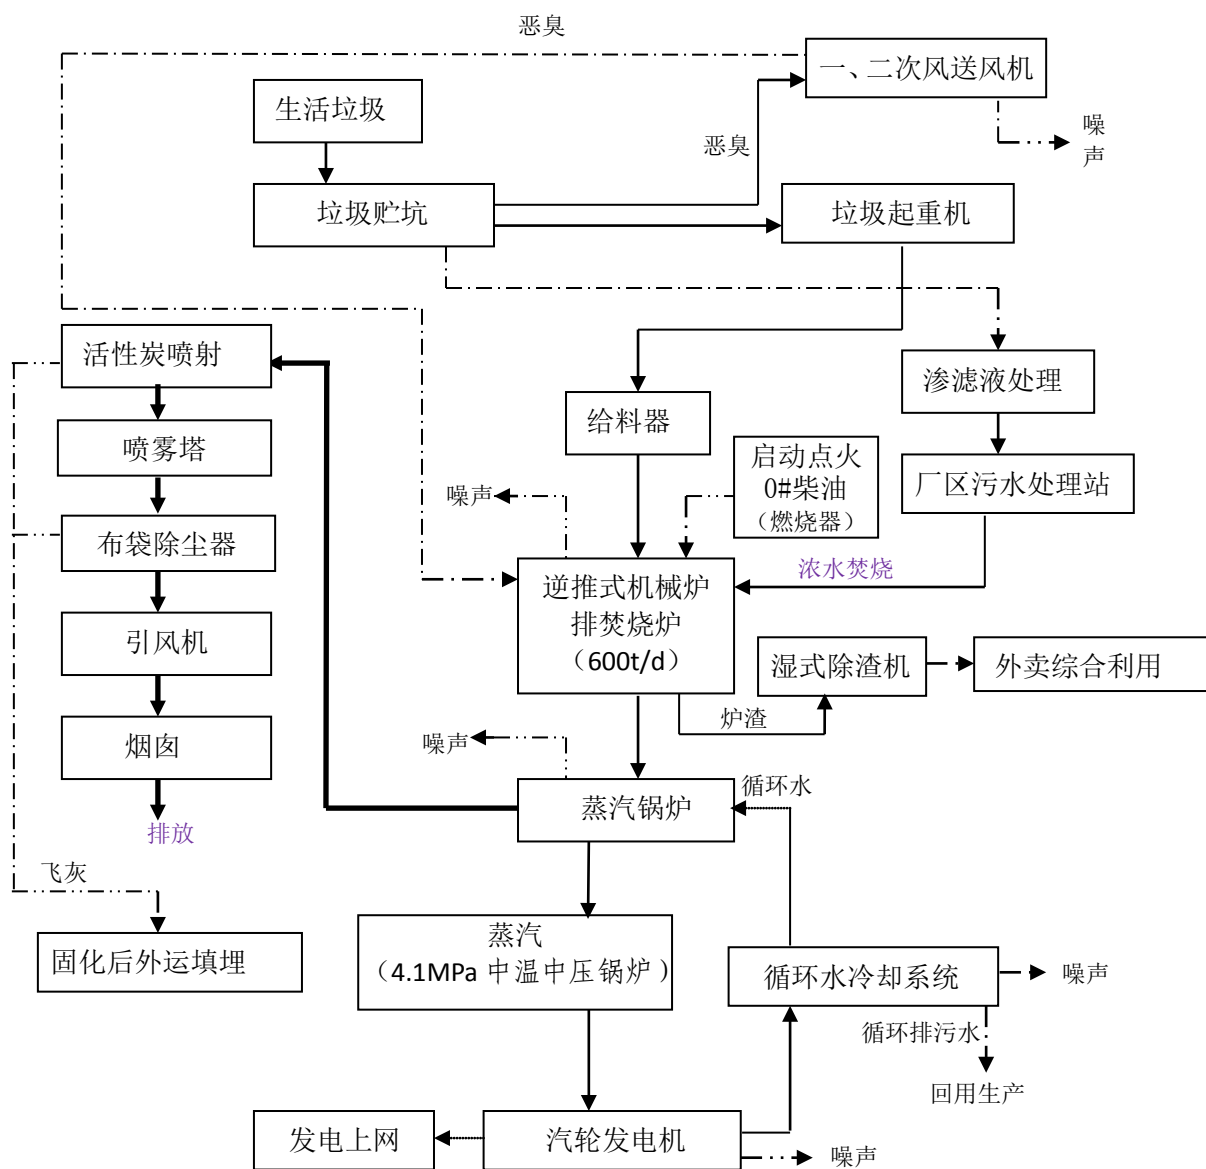 恶臭
一、二次风送风机
生活垃圾
噪
声
恶臭
垃圾贮坑
垃圾起重机
活性炭喷射
渗滤液处理
给料器
喷雾塔
启动点火
0#柴油
（燃烧器）
厂区污水处理站
噪声
布袋除尘器
浓水焚烧
逆推式机械炉
排焚烧炉
（600t/d）
引风机
湿式除渣机
外卖综合利用
炉渣
烟囱
噪声
循环水
蒸汽锅炉
排放
飞灰
蒸汽
（4.1MPa 中温中压锅炉）
固化后外运填埋
循环水冷却系统
噪声
循环排污水
回用生产
发电上网
汽轮发电机
噪声